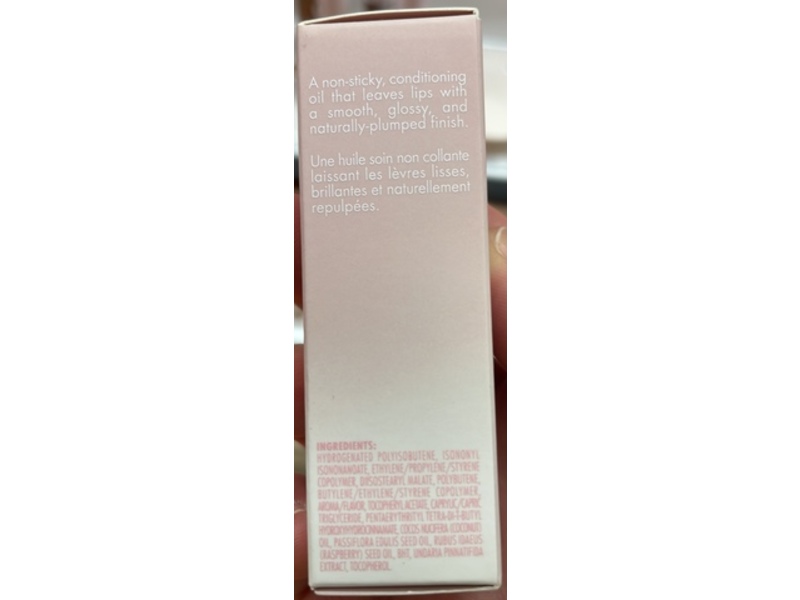 A non-sticky, conditioning
oil that leaves lips with
a smooth, glossy, and
naturally-plumped finish.
Une huile soin non collante
laissant les lèvres lisses,
brillantes et naturellement
repulpées.
INGREDIENTS:
HYDROGENATED POLYISOBUTENE, ISONONYL
ISONONANOATE, ETHYLENE/PROPYLENE/STYRENE
COPOLYMER, DIISOSTEARYL MALATE, POLYBUTENE,
BUTYLENE/ETHYLENE/STYRENE COPOLYMER,
AROMA/FLAVOR, TOCOPHERYL ACETATE, CAPRYLIC/CAPRIC
TRIGLYCERIDE, PENTAERYTHRITYL TETRA-DI-T-BUTYL
HYDROXYHYDROCINNAMATE, COCOS NUCIFERA (COCONUT)
OIL, PASSIFLORA EDULIS SEED OIL, RUBUS IDAEUS
(RASPBERRY) SEED OIL, BHT, UNDARIA PINNATIFIDA
EXTRACT, TOCOPHEROL.